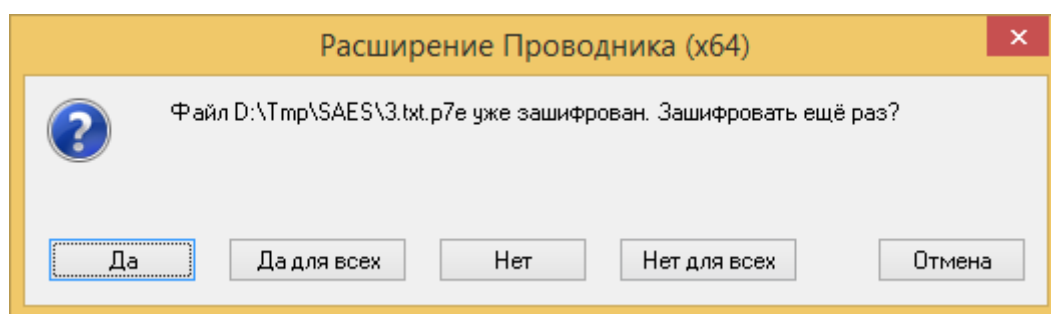 Расширение Проводника (x64)
Файл D:\Tmp\SAES\3.txt.p7e уже зашифрован. Зашифровать ещё раз?
Да
Да для всех
Нет
Нет для всех
Отмена